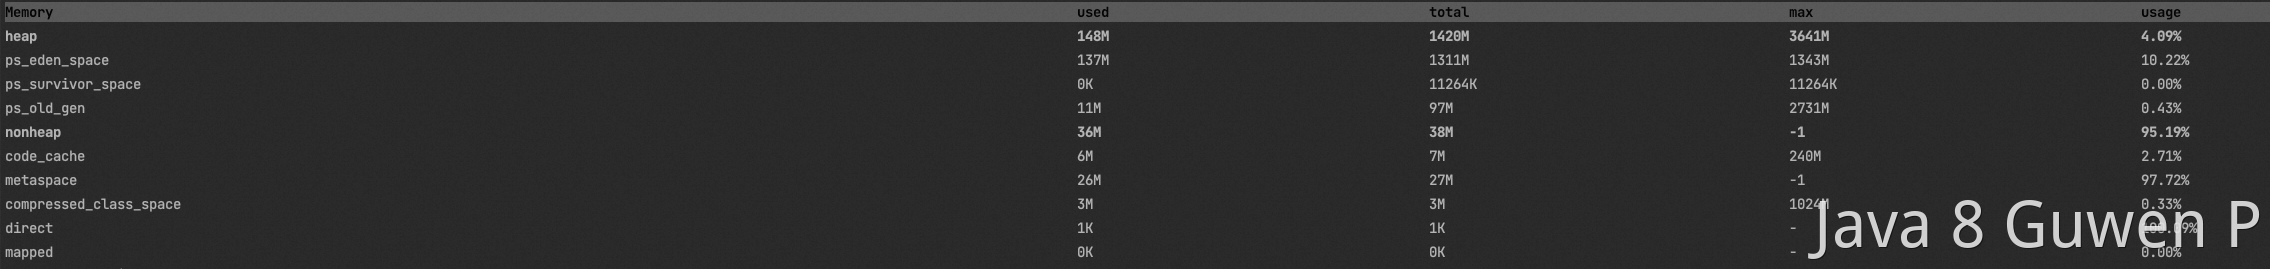 Memory used total max usage
heap 148M 1420M 3641M 4.09%
ps_eden_space 137M 1311M 1343M 10.22%
ps_survivor_space 0K 11264K 11264K 0.00%
ps_old_gen 11M 97M 2731M 0.43%
nonheap 36M 38M -1 95.19%
code_cache 6M 7M 240M 2.71%
metaspace 26M 27M -1 97.72%
compressed_class_space 3M 3M 1024M 0.33%
direct 1K 1K -
mapped 0K 0K - 0.00%
Java 8 Guwen P